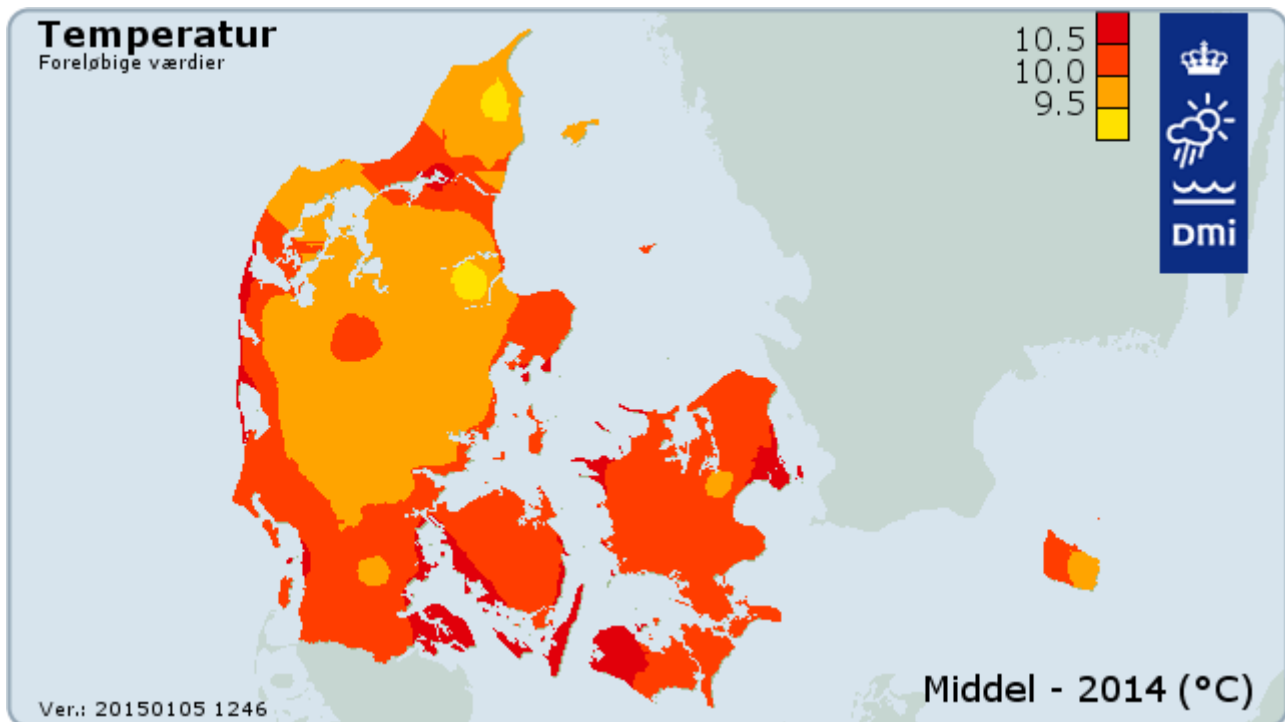 Temperatur
Foreløbige værdier
10.5
10.0
9.5
DMI
Middel - 2014 (°C)
Ver.: 20150105 1246